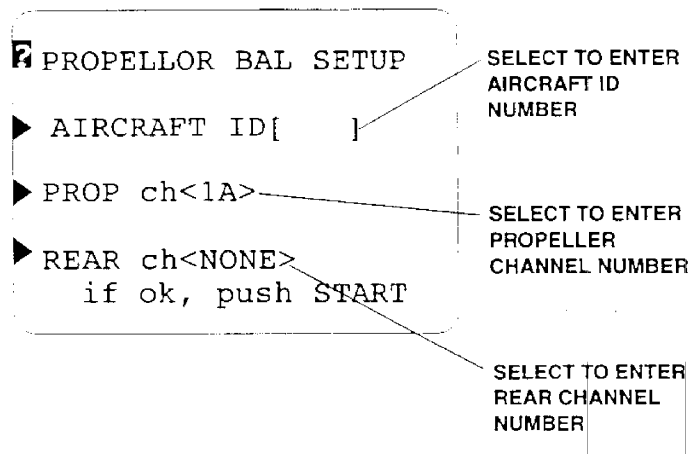 ? PROPELLOR BAL SETUP
AIRCRAFT ID[    ]
PROP ch<1A>
REAR ch<NONE>
if ok, push START
SELECT TO ENTER
AIRCRAFT ID
NUMBER
SELECT TO ENTER
PROPELLER
CHANNEL NUMBER
SELECT TO ENTER
REAR CHANNEL
NUMBER